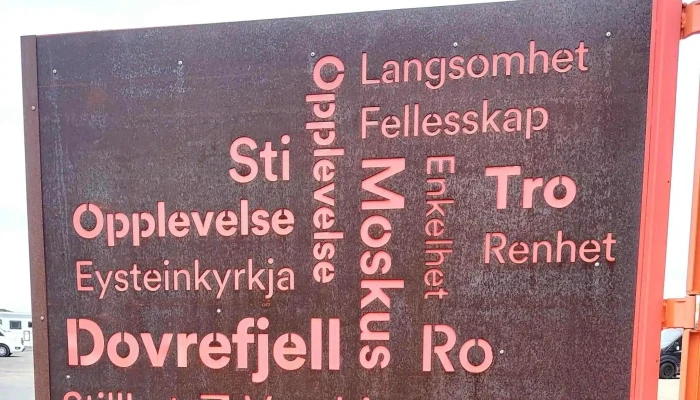 Langsomhet
Fellesskap
Opplevelse
Sti
Moskus
Enkelhet
Tro
Opplevelse
Renhet
Eysteinkyrkja
Dovrefjell
Ro